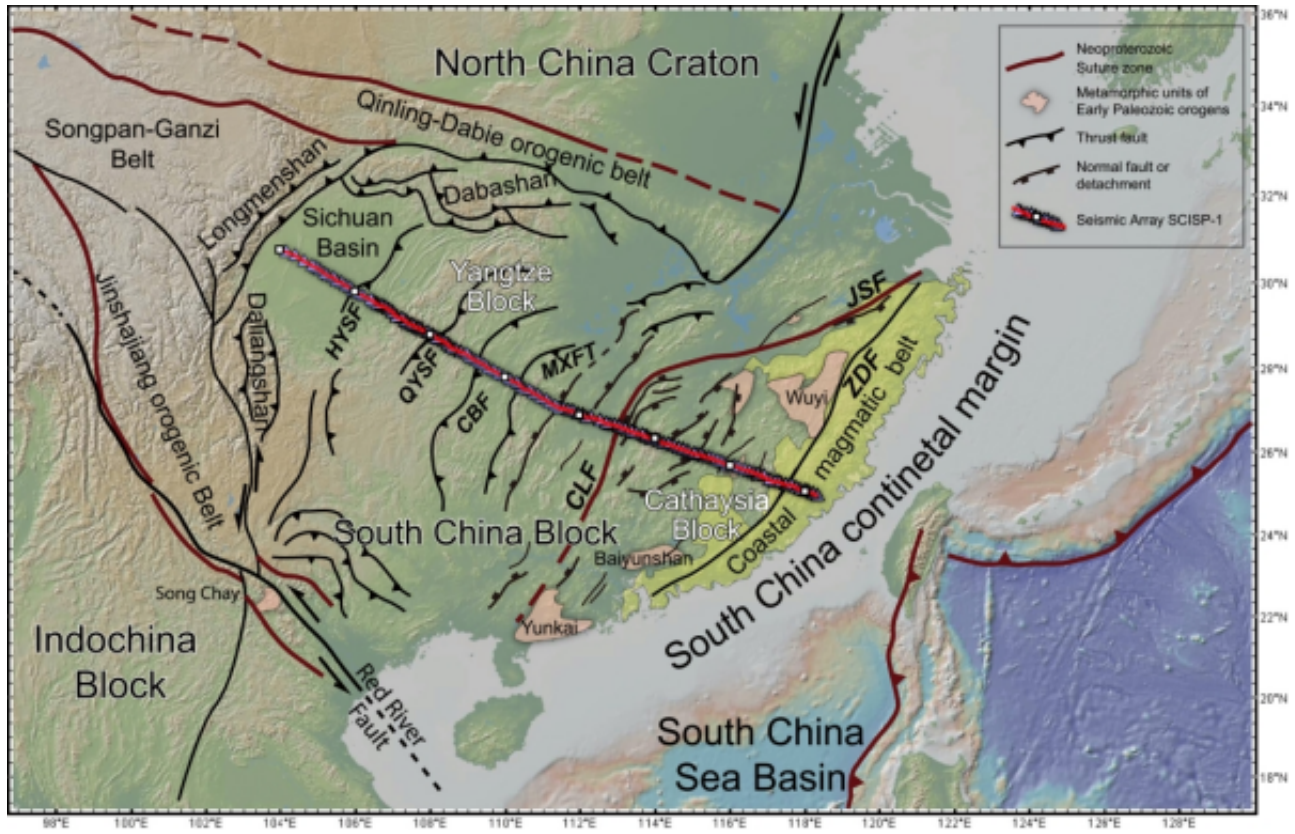 36°N
34°N
32°N
30°N
28°N
26°N
24°N
22°N
20°N
18°N
North China Craton
Qinling-Dabie orogenic belt
Songpan-Ganzi
Belt
Longmenshan
Dabashan
Sichuan
Basin
Yangtze
Block
Jinshajiang orogenic Belt
Daliangshan
HYSF
QYSF
CBF
MXFT
CLF
JSF
ZDF
Wuyi
Coastal magmatic belt
Cathaysia
Block
South China Block
Baiyunshan
Yunkai
Song Chay
Indochina
Block
Red River
Fault
South China continetal margin
South China
Sea Basin
Neoproterozoic
Suture zone
Metamorphic units of
Early Paleozoic orogens
Thrust fault
Normal fault or
detachment
Seismic Array SCISP-1
98°E
100°E
102°E
104°E
106°E
108°E
110°E
112°E
114°E
116°E
118°E
120°E
122°E
124°E
126°E
128°E